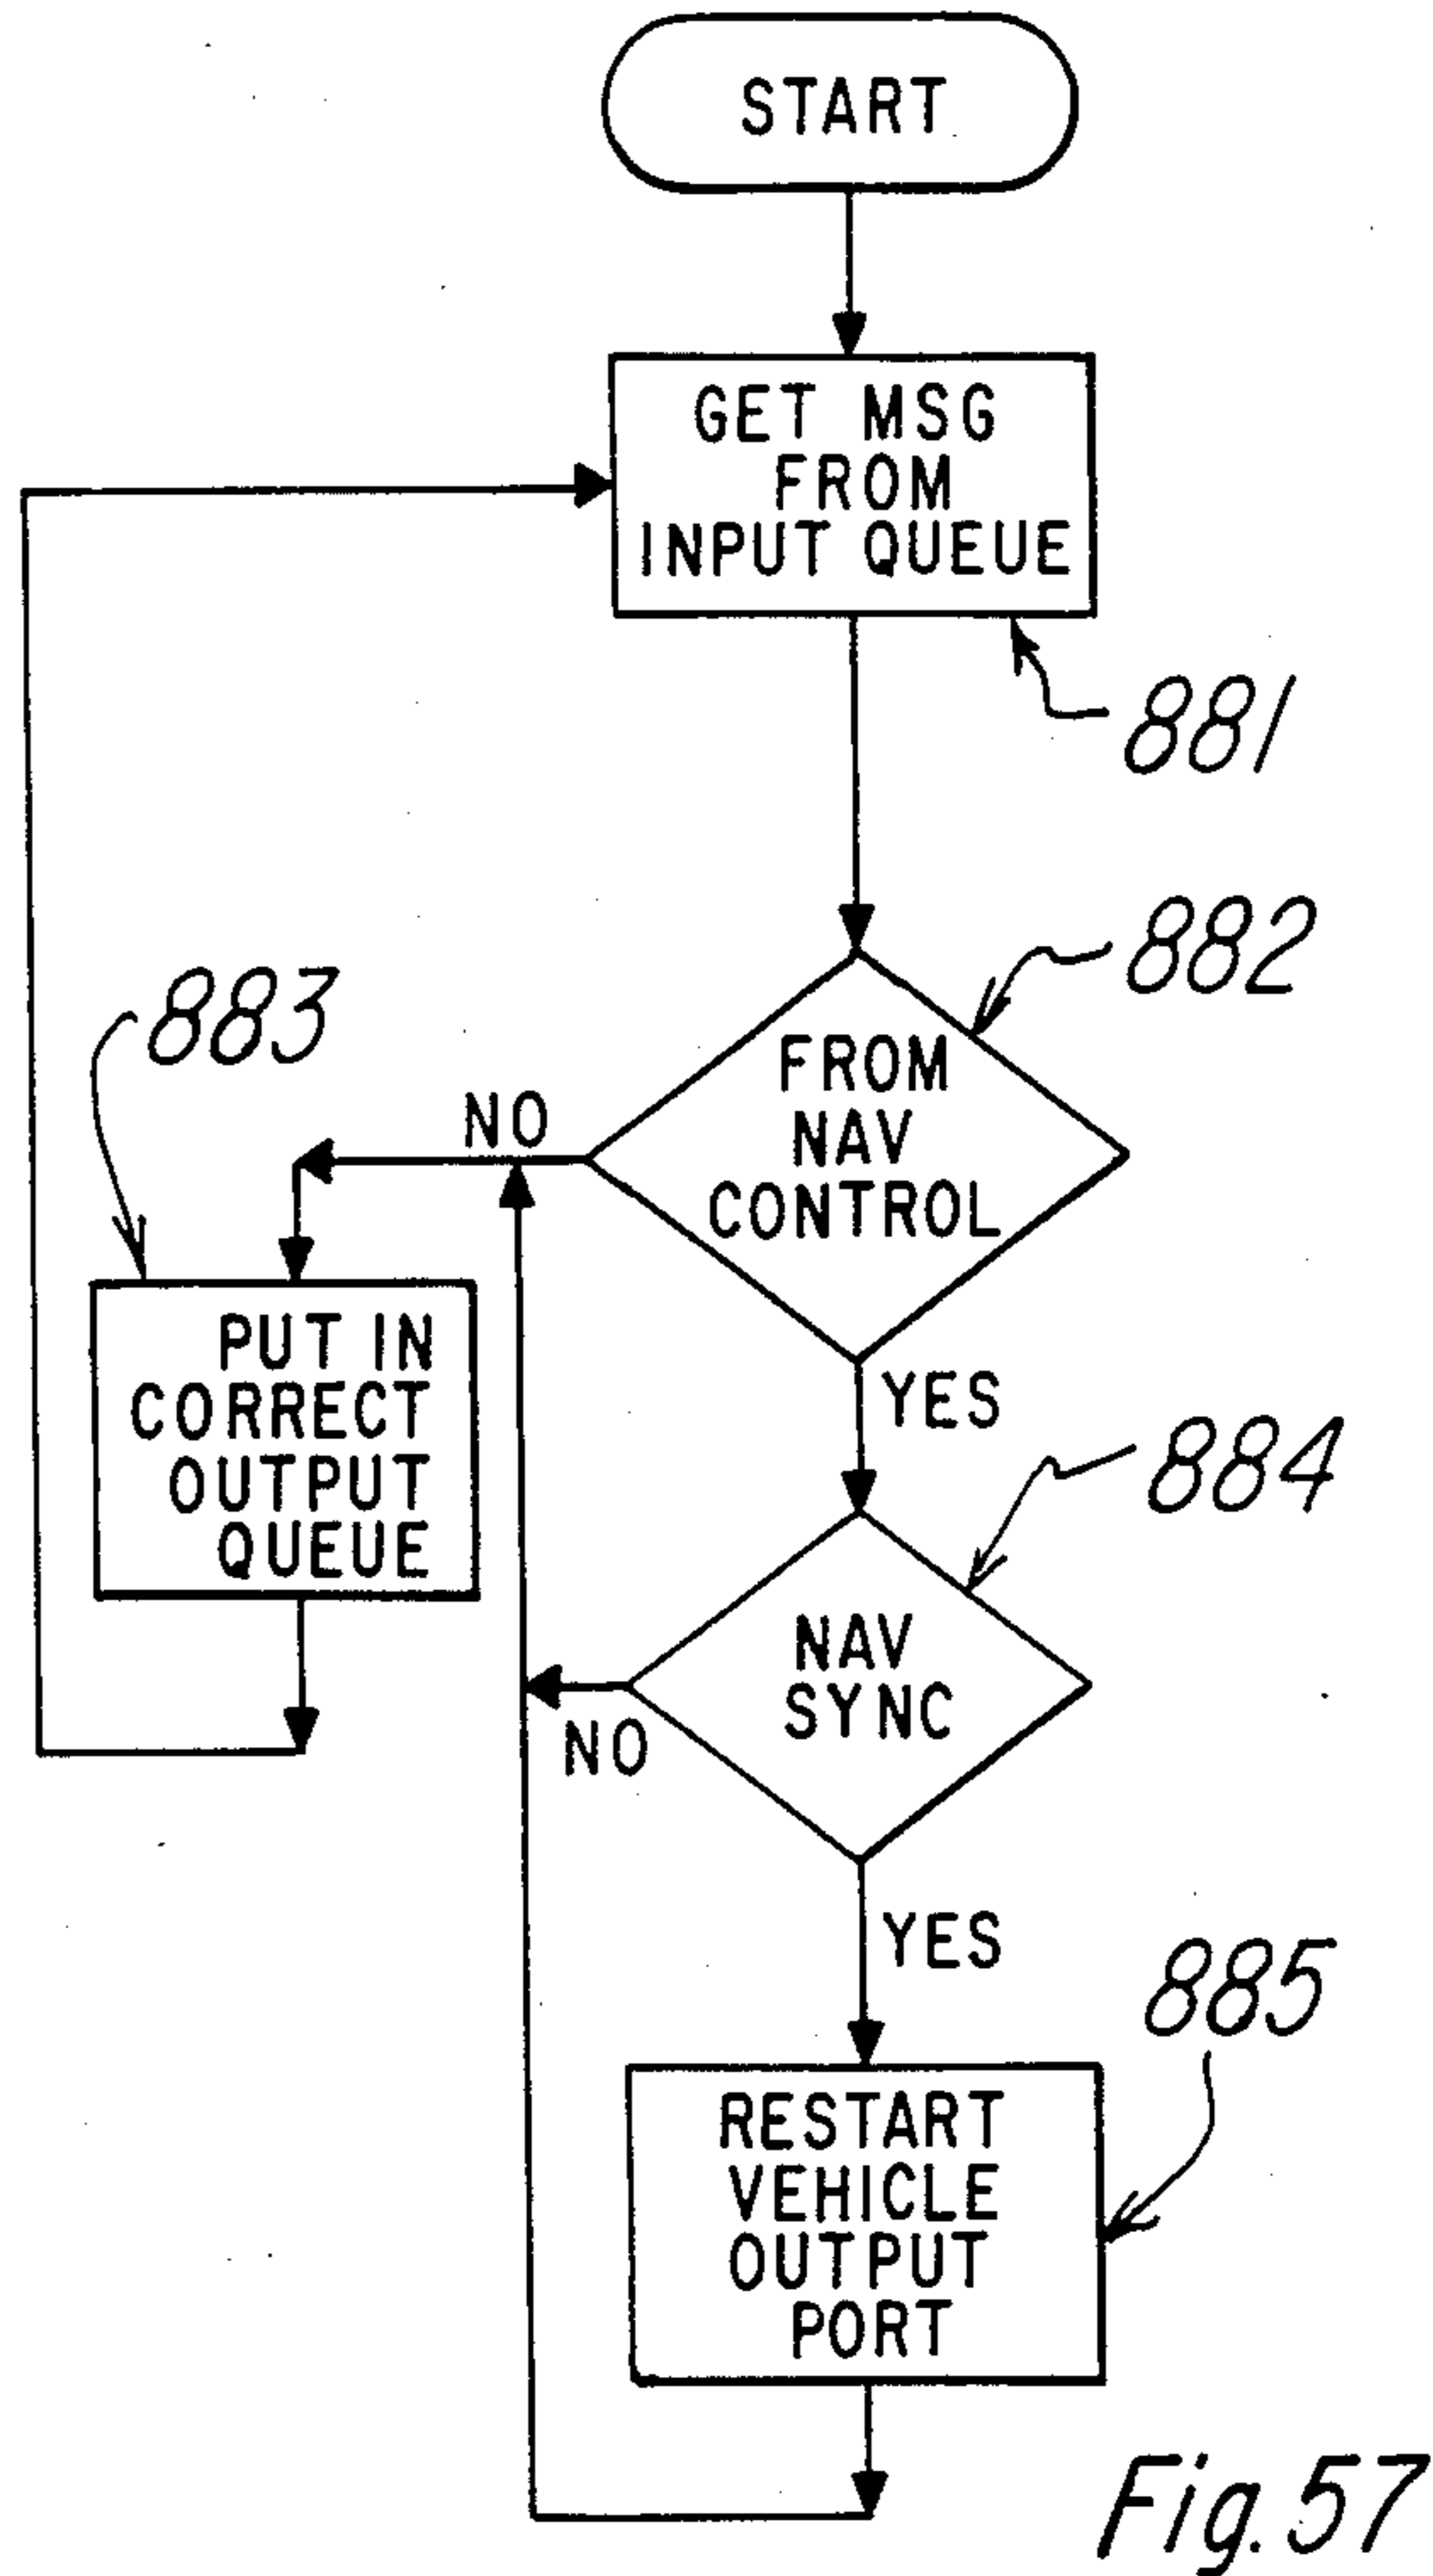 START
GET MSG
FROM
INPUT QUEUE
881
882
FROM
NAV
CONTROL
NO
883
PUT IN
CORRECT
OUTPUT
QUEUE
YES
884
NAV
SYNC
NO
YES
885
RESTART
VEHICLE
OUTPUT
PORT
Fig. 57